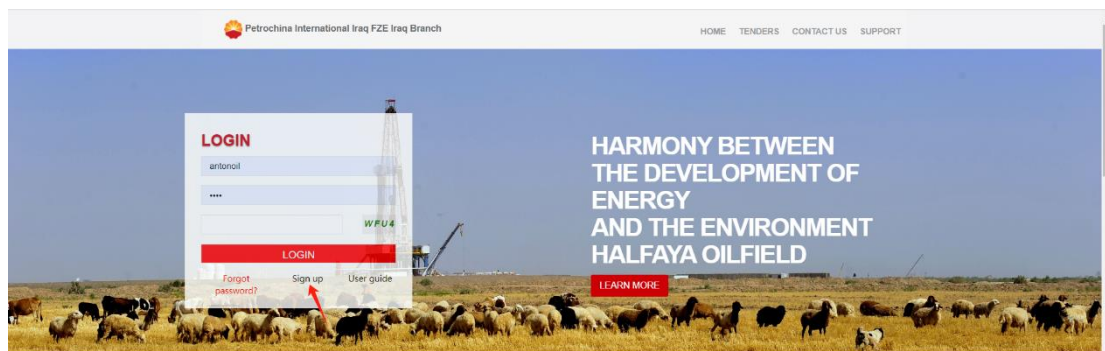 Petrochina International Iraq FZE Iraq Branch
HOME TENDERS CONTACT US SUPPORT
LOGIN
antonoil
••••
WFU4
LOGIN
Forgot password?
Sign up
User guide
HARMONY BETWEEN
THE DEVELOPMENT OF
ENERGY
AND THE ENVIRONMENT
HALFAYA OILFIELD
LEARN MORE